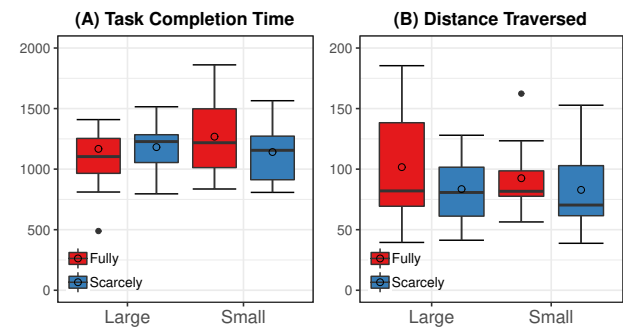 (A) Task Completion Time
(B) Distance Traversed
2000
1500
1000
500
0
Fully
Scarcely
Large
Small
200
150
100
50
0
Fully
Scarcely
Large
Small